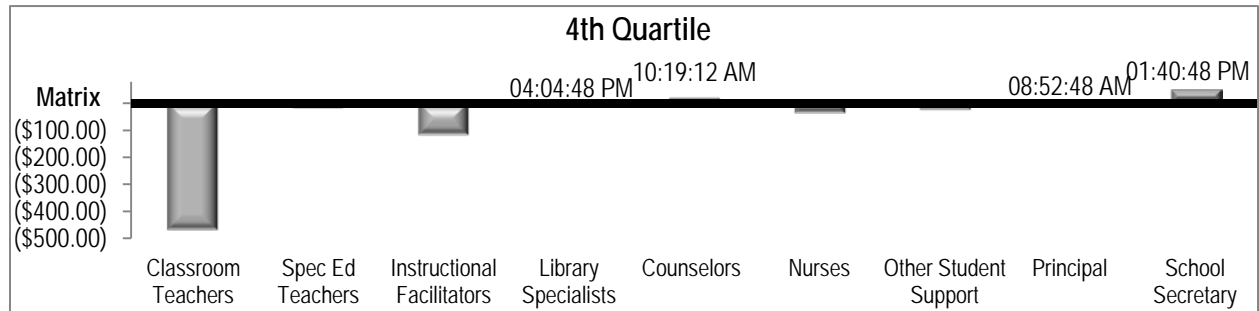 4th Quartile
04:04:48 PM
10:19:12 AM
08:52:48 AM
01:40:48 PM
Matrix
($100.00)
($200.00)
($300.00)
($400.00)
($500.00)
Classroom
Teachers
Spec Ed
Teachers
Instructional
Facilitators
Library
Specialists
Counselors
Nurses
Other Student
Support
Principal
School
Secretary